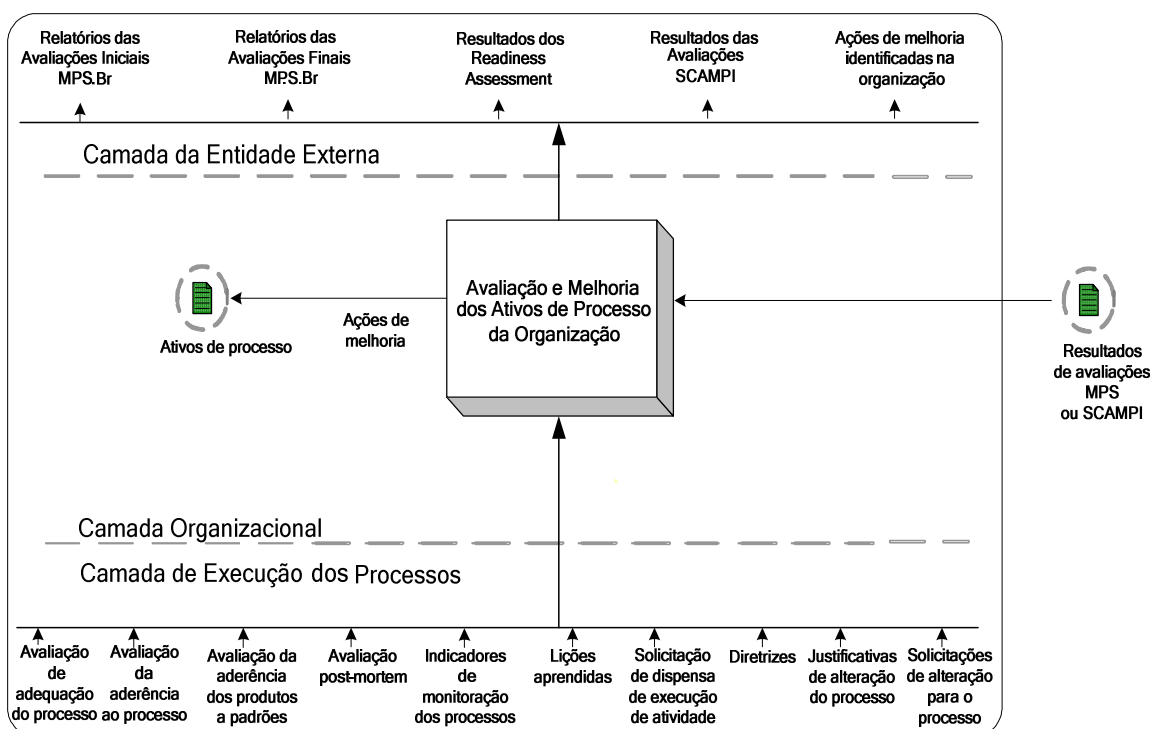 Relatórios das
Avaliações Iniciais
MPS.Br
Relatórios das
Avaliações Finais
MPS.Br
Resultados dos
Readiness
Assessment
Resultados das
Avaliações
SCAMPI
Ações de melhoria
identificadas na
organização
Camada da Entidade Externa
Avaliação e Melhoria
dos Ativos de Processo
da Organização
Ações de
melhoria
Ativos de processo
Resultados
de avaliações
MPS
ou SCAMPI
Camada Organizacional
Camada de Execução dos Processos
Avaliação
de
adequação
do processo
Avaliação
da
aderência
ao processo
Avaliação da
aderência
dos produtos
a padrões
Avaliação
post-mortem
Indicadores
de
monitoração
dos processos
Lições
aprendidas
Solicitação
de dispensa
de execução
de atividade
Diretrizes
Justificativas
de alteração
do processo
Solicitações
de alteração
para o
processo